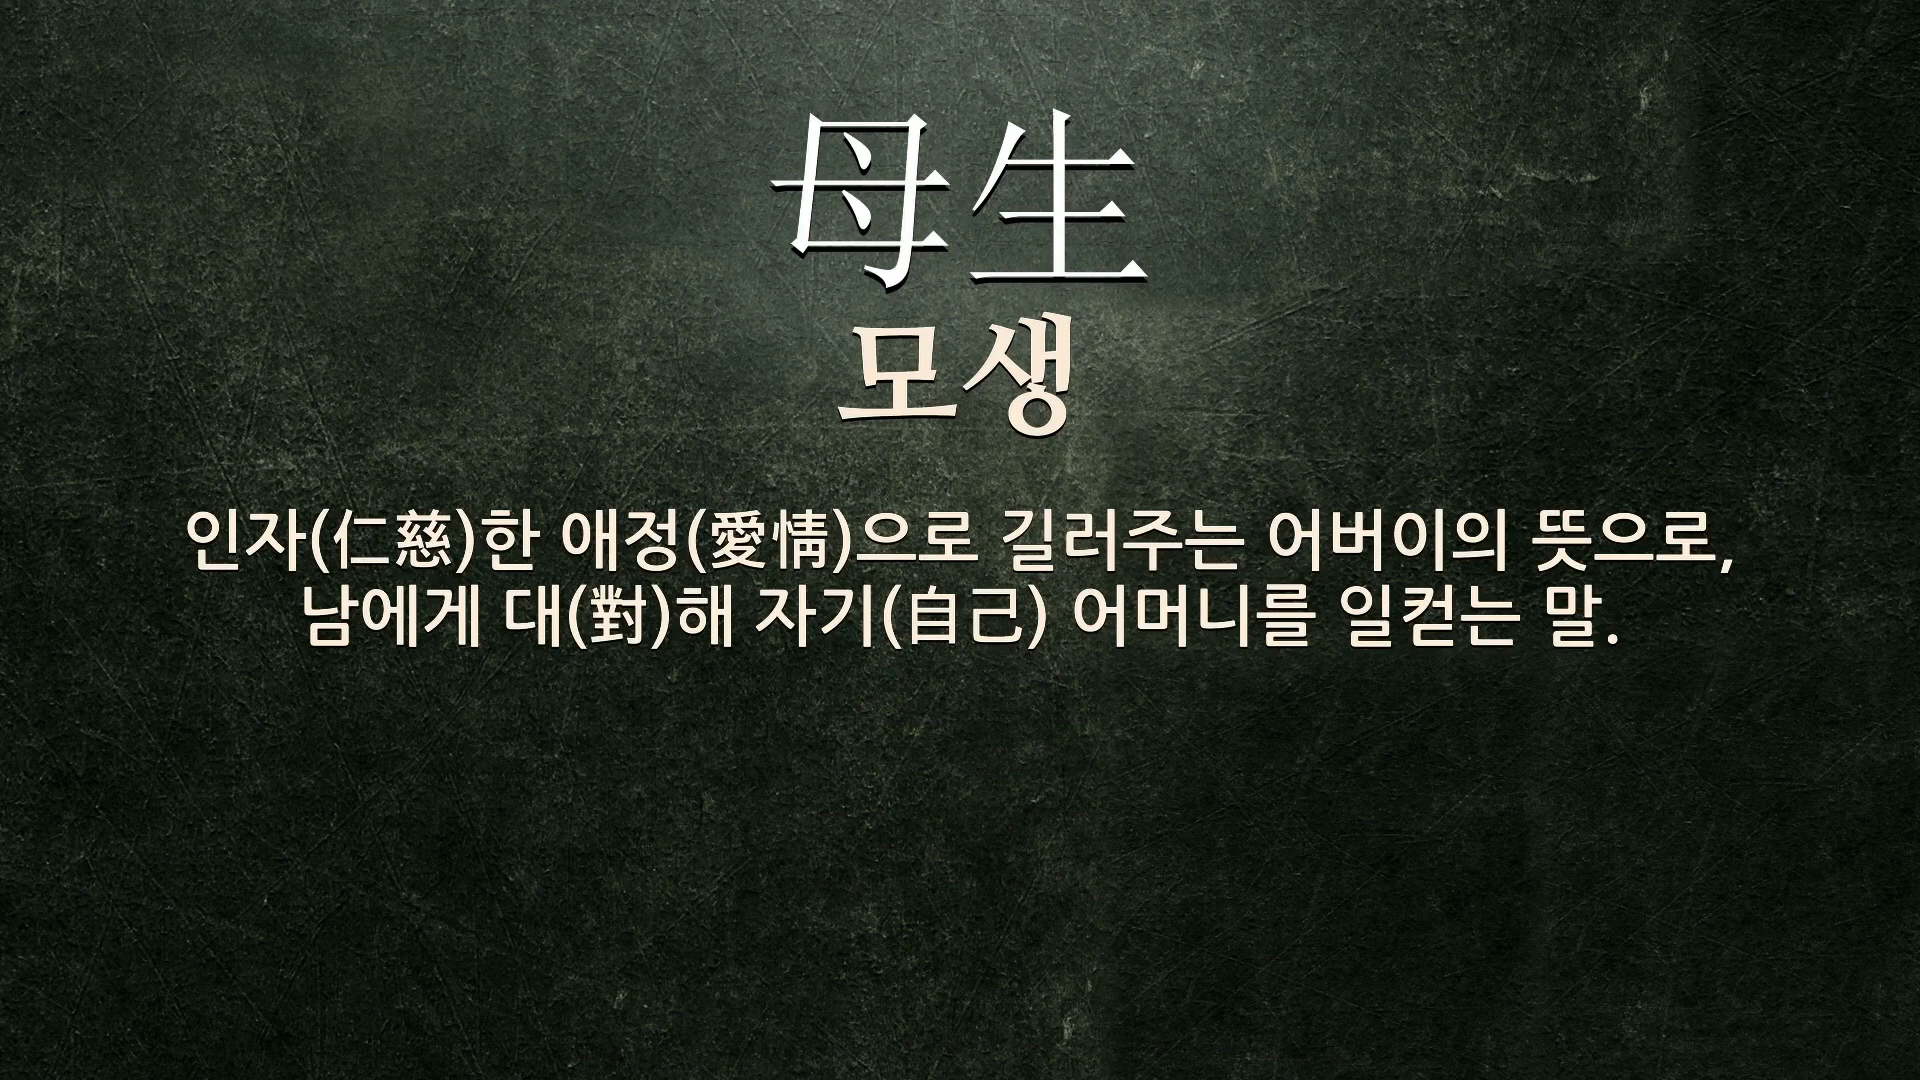 母生
모생
인자(仁慈)한 애정(愛情)으로 길러주는 어버이의 뜻으로,
남에게 대(對)해 자기(自己) 어머니를 일컫는 말.